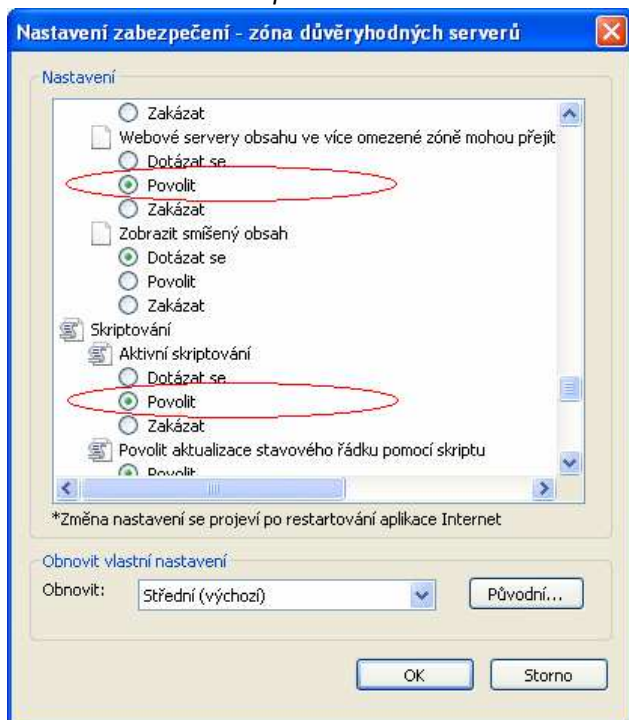 Nastavení zabezpečení - zóna důvěryhodných serverů
Nastavení
Zakázat
Webové servery obsahu ve více omezené zóně mohou přejít
Dotázat se
Povolit
Zakázat
Zobrazit smíšený obsah
Dotázat se
Povolit
Zakázat
Skriptování
Aktivní skriptování
Dotázat se
Povolit
Zakázat
Povolit aktualizace stavového řádku pomocí skriptu
Povolit
*Změna nastavení se projeví po restartování aplikace Internet
Obnovit vlastní nastavení
Obnovit: Střední (výchozí) Původní...
OK Storno